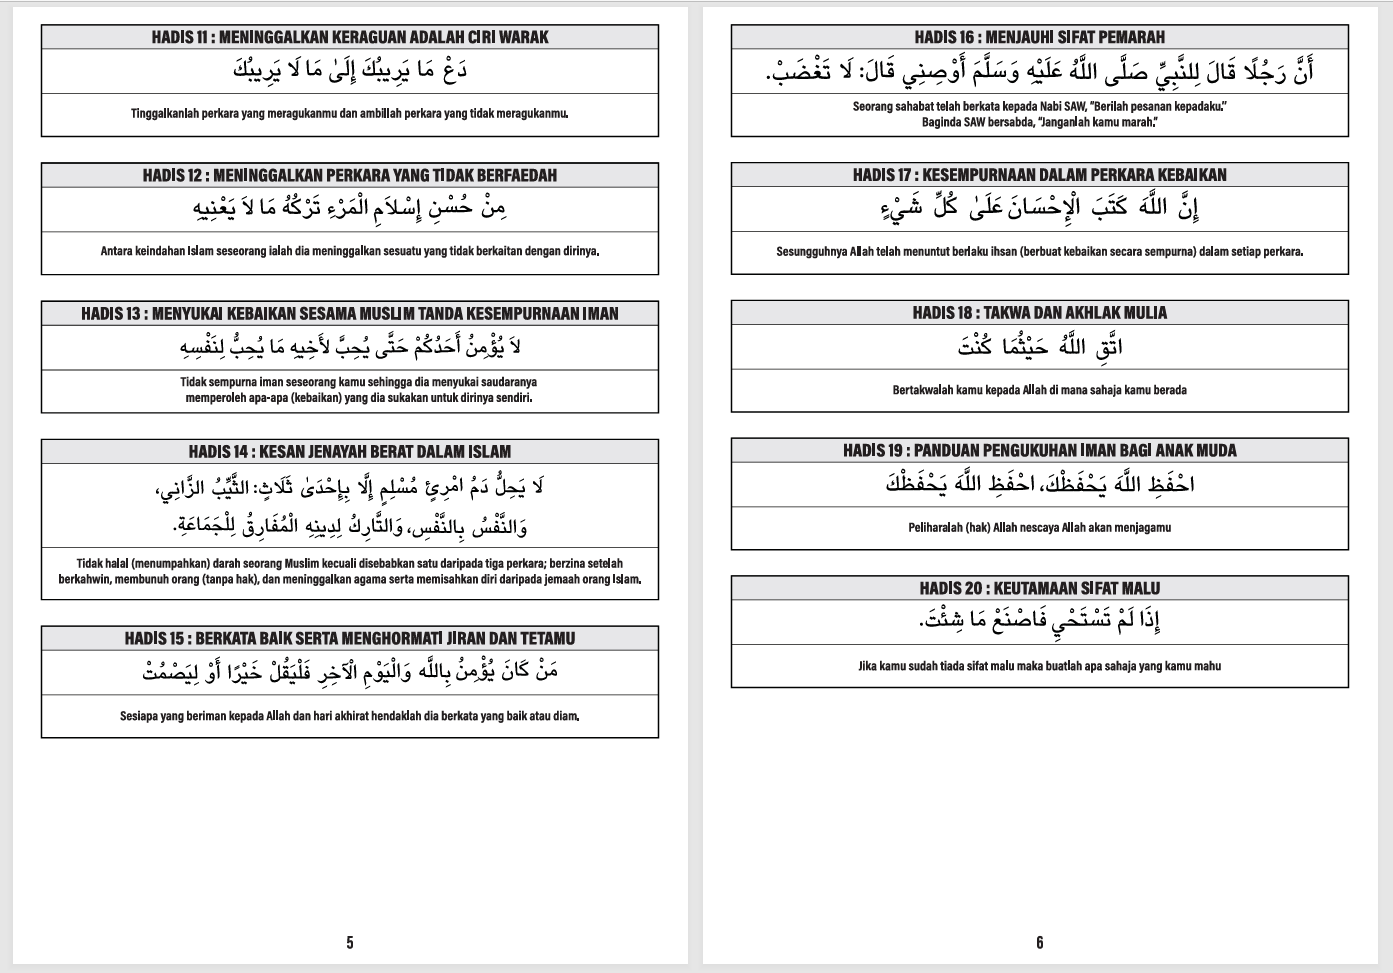 HADIS 11 : MENINGGALKAN KERAGUAN ADALAH CIRI WARAK
دَعْ مَا يَرِيبُكَ إِلَىٰ مَا لَا يَرِيبُكَ
Tinggalkanlah perkara yang meragukanmu dan ambillah perkara yang tidak meragukanmu.
HADIS 12 : MENINGGALKAN PERKARA YANG TIDAK BERFAEDAH
مِنْ حُسْنِ إِسْلَامِ الْمَرْءِ تَرْكُهُ مَا لَا يَعْنِيهِ
Antara keindahan Islam seseorang ialah dia meninggalkan sesuatu yang tidak berkaitan dengan dirinya.
HADIS 13 : MENYUKAI KEBAIKAN SESAMA MUSLIM TANDA KESEMPURNAAN IMAN
لَا يُؤْمِنُ أَحَدُكُمْ حَتَّى يُحِبَّ لأَخِيهِ مَا يُحِبُّ لِنَفْسِهِ
Tidak sempurna iman seseorang kamu sehingga dia menyukai saudaranya
memperoleh apa-apa (kebaikan) yang dia sukakan untuk dirinya sendiri.
HADIS 14 : KESAN JENAYAH BERAT DALAM ISLAM
لَا يَحِلُّ دَمُ امْرِئٍ مُسْلِمٍ إِلَّا بِإِحْدَىٰ ثَلَاثٍ: الثَّيِّبُ الزَّانِي،
وَالنَّفْسُ بِالنَّفْسِ، وَالتَّارِكُ لِدِينِهِ الْمُفَارِقُ لِلْجَمَاعَةِ.
Tidak halal (menumpahkan) darah seorang Muslim kecuali disebabkan satu daripada tiga perkara; berzina setelah
berkahwin, membunuh orang (tanpa hak), dan meninggalkan agama serta memisahkan diri daripada jemaah orang Islam.
HADIS 15 : BERKATA BAIK SERTA MENGHORMATI JIRAN DAN TETAMU
مَنْ كَانَ يُؤْمِنُ بِاللَّه وَالْيَوْمِ الْآخِرِ فَلْيَقُلْ خَيْرًا أَوْ لِيَصْمُتْ
Sesiapa yang beriman kepada Allah dan hari akhirat hendaklah dia berkata yang baik atau diam.
5
HADIS 16 : MENJAUHI SIFAT PEMARAH
أَنَّ رَجُلًا قَالَ لِلنَّبِيِّ صَلَّى اللَّهُ عَلَيْهِ وَسَلَّمَ أَوْصِنِي قَالَ: لَا تَغْضَبْ.
Seorang sahabat telah berkata kepada Nabi SAW, "Berilah pesanan kepadaku."
Baginda SAW bersabda, "Janganlah kamu marah."
HADIS 17 : KESEMPURNAAN DALAM PERKARA KEBAIKAN
إِنَّ اللَّهَ كَتَبَ الْإِحْسَانَ عَلَىٰ كُلِّ شَيْءٍ
Sesungguhnya Allah telah menuntut berlaku ihsan (berbuat kebaikan secara sempurna) dalam setiap perkara.
HADIS 18 : TAKWA DAN AKHLAK MULIA
اتَّقِ اللَّهَ حَيْثُمَا كُنْتَ
Bertakwalah kamu kepada Allah di mana sahaja kamu berada
HADIS 19 : PANDUAN PENGUKUHAN IMAN BAGI ANAK MUDA
احْفَظِ اللَّهَ يَحْفَظْكَ، احْفَظِ اللَّهَ يَحْفَظْكَ
Peliharalah (hak) Allah nescaya Allah akan menjagamu
HADIS 20 : KEUTAMAAN SIFAT MALU
إِذَا لَمْ تَسْتَحْيِ فَاصْنَعْ مَا شِئْتَ.
Jika kamu sudah tiada sifat malu maka buatlah apa sahaja yang kamu mahu
6